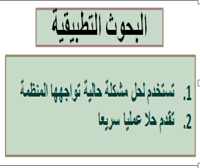 البحوث التطبيقية
1. تستخدم لحل مشكلة حالية تواجهها المنظمة
2. تقدم حلا عمليا سريعا